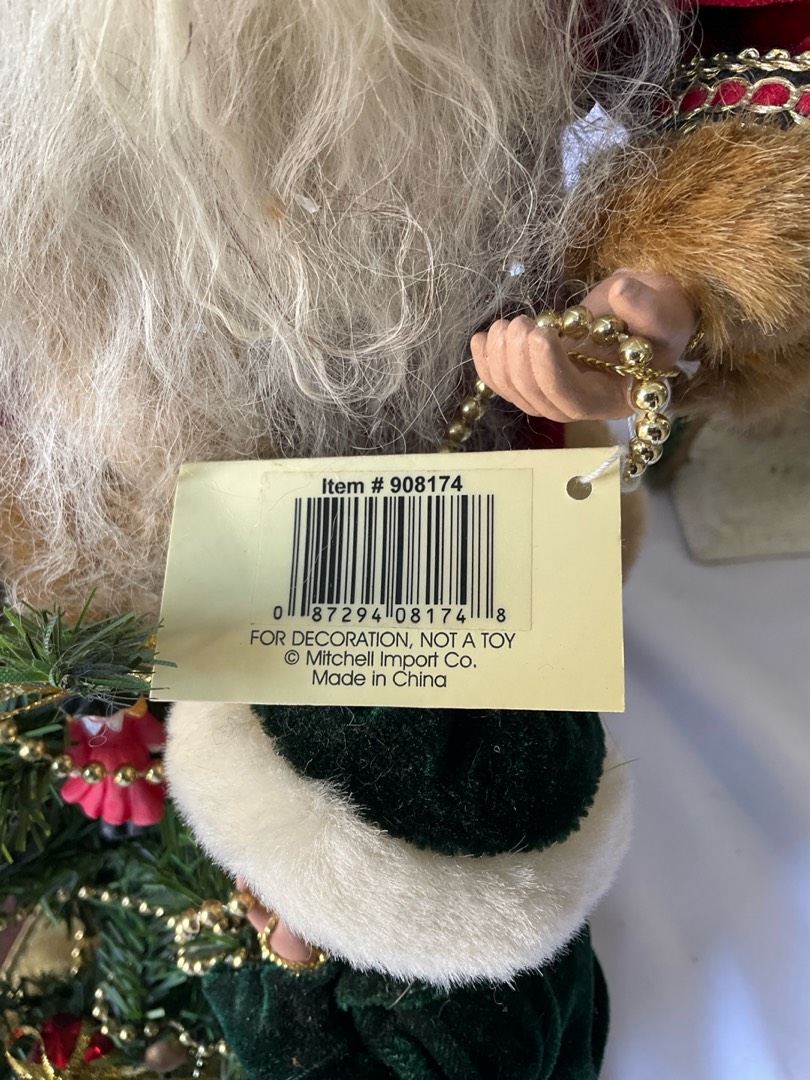 Item # 908174
0 87294 08174 8
FOR DECORATION, NOT A TOY
© Mitchell Import Co.
Made in China